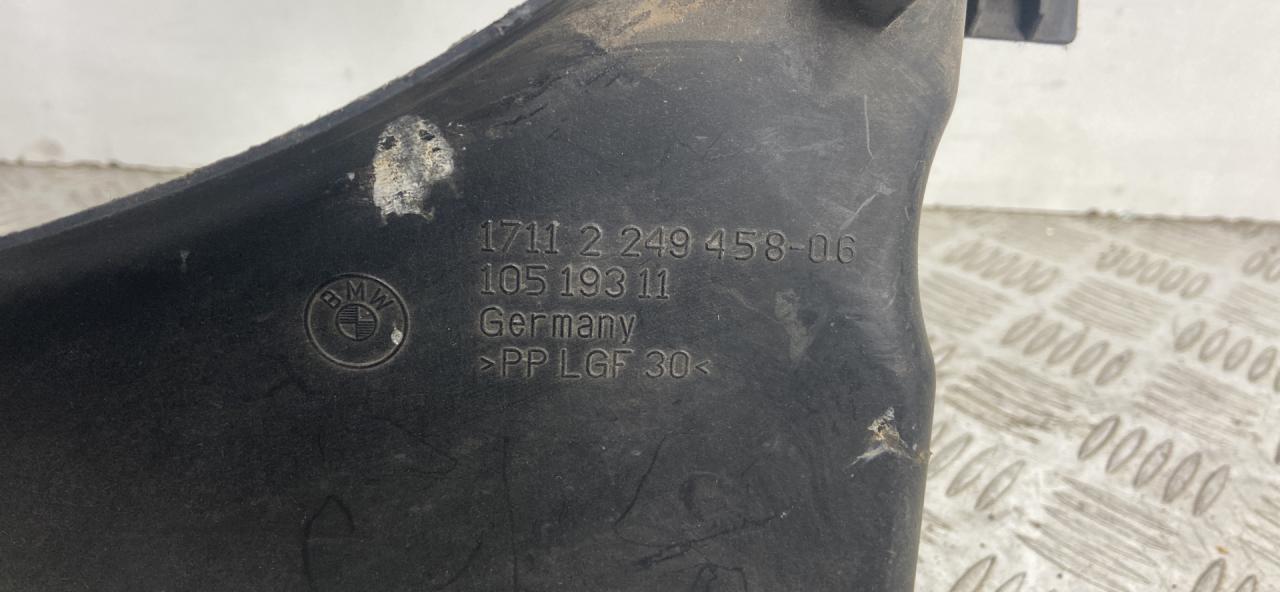 1711 2 249 458-06
105 193 11
BMW
Germany
>PP LGF 30<